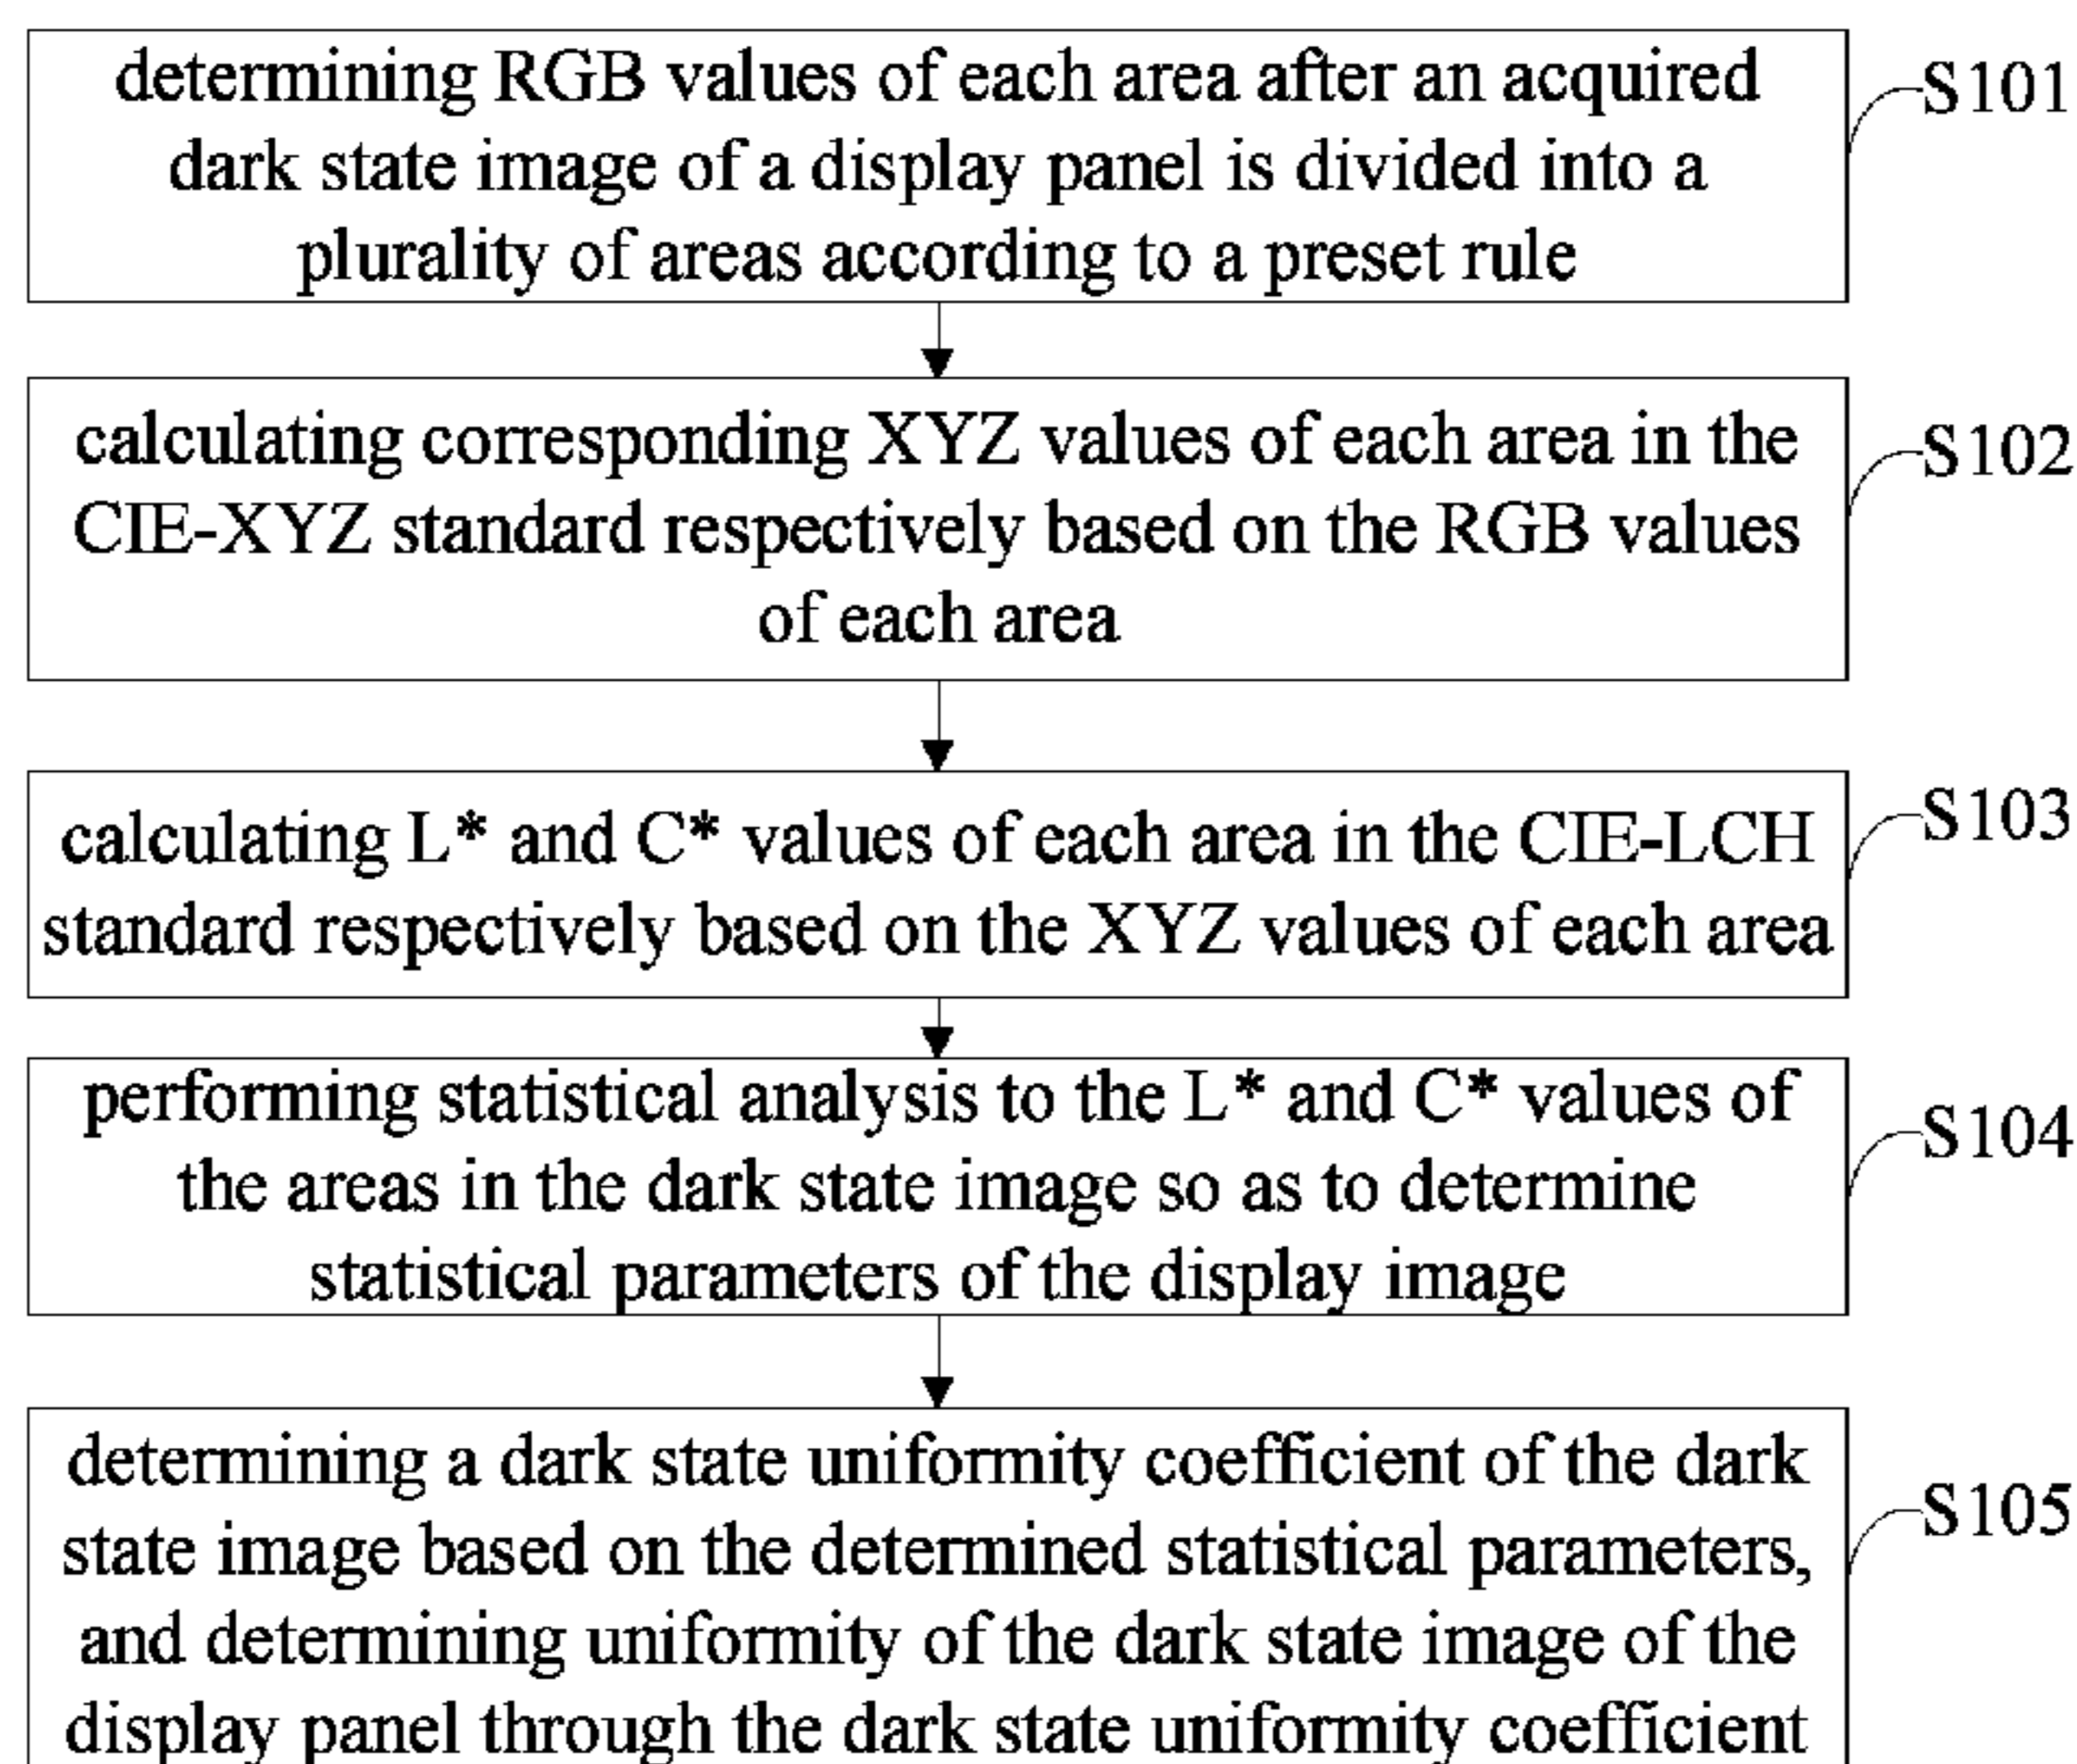 determining RGB values of each area after an acquired
dark state image of a display panel is divided into a
plurality of areas according to a preset rule
S101
calculating corresponding XYZ values of each area in the
CIE-XYZ standard respectively based on the RGB values
of each area
S102
calculating L* and C* values of each area in the CIE-LCH
standard respectively based on the XYZ values of each area
S103
performing statistical analysis to the L* and C* values of
the areas in the dark state image so as to determine
statistical parameters of the display image
S104
determining a dark state uniformity coefficient of the dark
state image based on the determined statistical parameters,
and determining uniformity of the dark state image of the
display panel through the dark state uniformity coefficient
S105